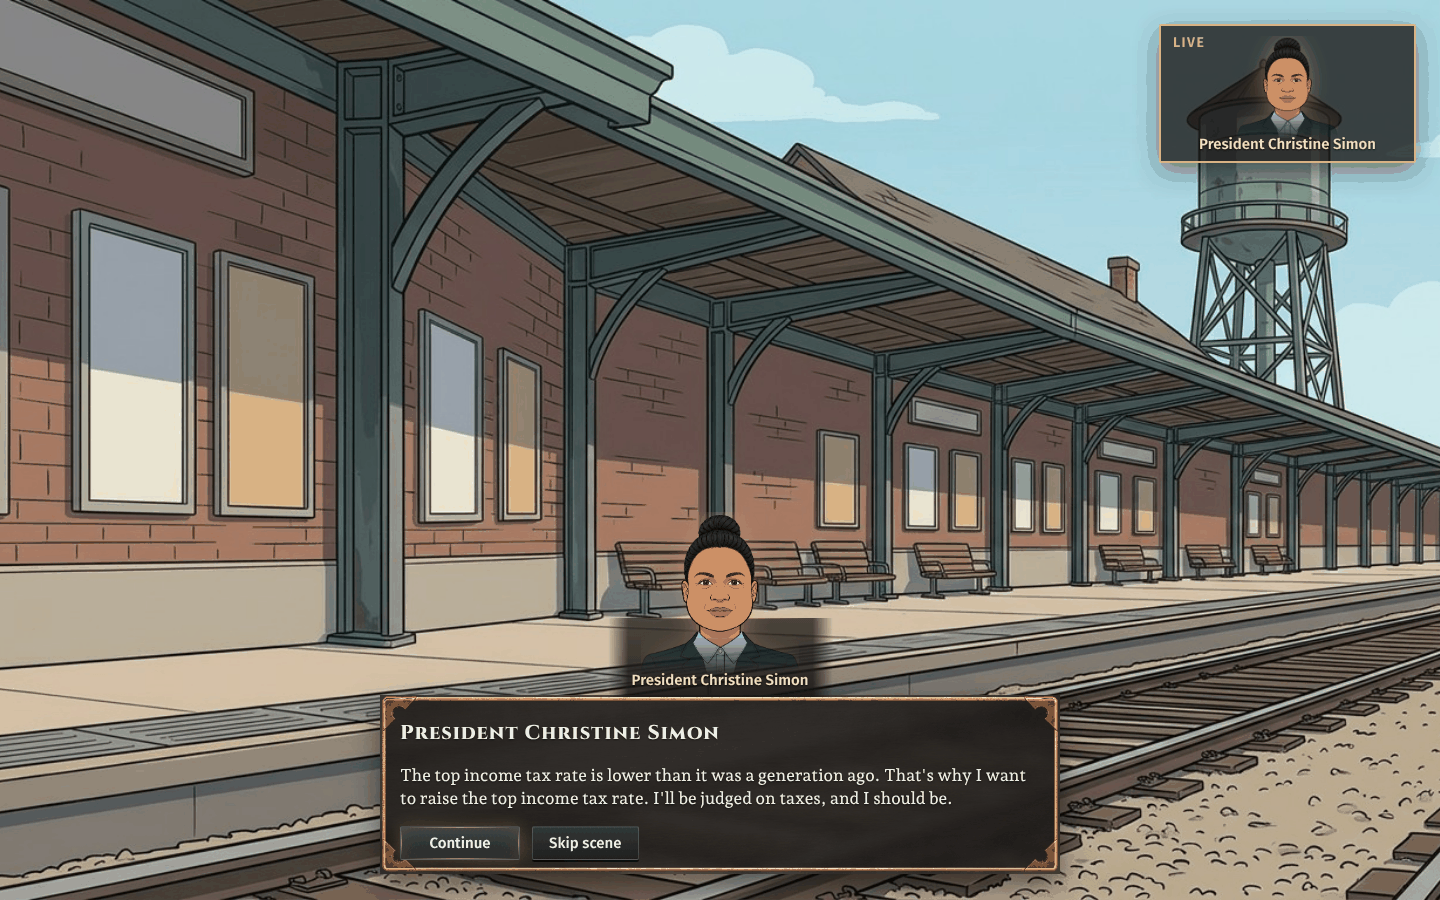 LIVE
President Christine Simon
President Christine Simon
President Christine Simon
The top income tax rate is lower than it was a generation ago. That's why I want
to raise the top income tax rate. I'll be judged on taxes, and I should be.
Continue
Skip scene